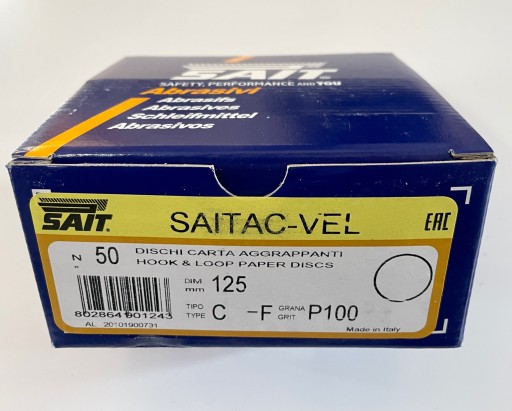 SAIT
SAFETY, PERFORMANCE AND YOU
Abrasivi
Abrasifs
Abrasives
Schleifmittel
Abrasivos
SAIT
SAITAC-VEL
EAC
N 50
DISCHI CARTA AGGRAPPANTI
HOOK & LOOP PAPER DISCS
DIM mm 125
8028641901243
TIPO TYPE C -F GRANA GRIT P100
AL 20101900731
Made in Italy